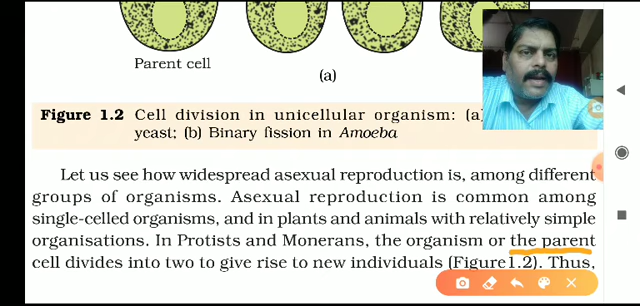 Parent cell
(a)
Figure 1.2 Cell division in unicellular organism: (a)
yeast; (b) Binary fission in Amoeba
Let us see how widespread asexual reproduction is, among different
groups of organisms. Asexual reproduction is common among
single-celled organisms, and in plants and animals with relatively simple
organisations. In Protists and Monerans, the organism or the parent
cell divides into two to give rise to new individuals (Figure1.2). Thus,